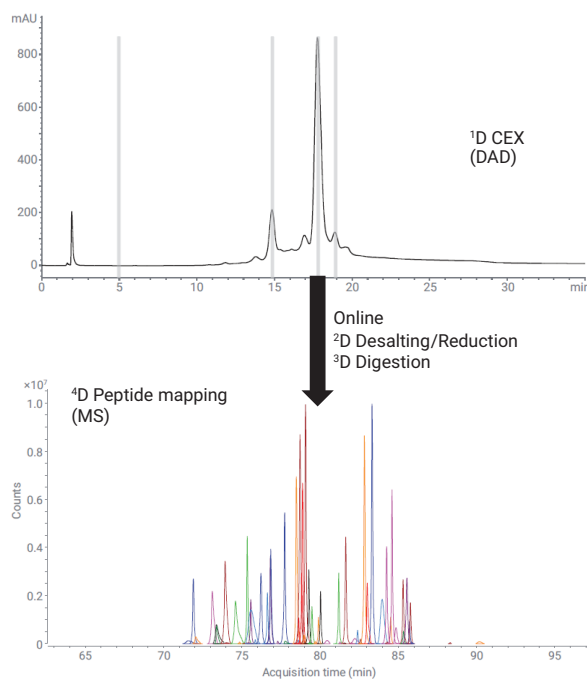 mAU
800
600
400
200
0
0 5 10 15 20 25 30 min
¹D CEX
(DAD)
Online
²D Desalting/Reduction
³D Digestion
×10⁷
⁴D Peptide mapping
(MS)
1.0
0.8
0.6
0.4
0.2
0
Counts
65 70 75 80 85 90 95
Acquisition time (min)